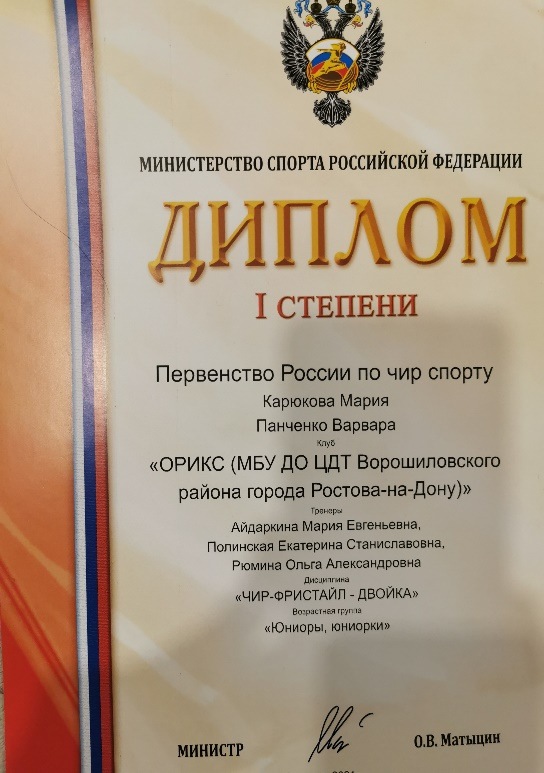 МИНИСТЕРСТВО СПОРТА РОССИЙСКОЙ ФЕДЕРАЦИИ
ДИПЛОМ
I СТЕПЕНИ
Первенство России по чир спорту
Карюкова Мария
Панченко Варвара
Клуб
«ОРИКС (МБУ ДО ЦДТ Ворошиловского
района города Ростова-на-Дону)»
Тренеры
Айдаркина Мария Евгеньевна,
Полинская Екатерина Станиславовна,
Рюмина Ольга Александровна
Дисциплина
«ЧИР-ФРИСТАЙЛ - ДВОЙКА»
Возрастная группа
«Юниоры, юниорки»
МИНИСТР О.В. Матыцин